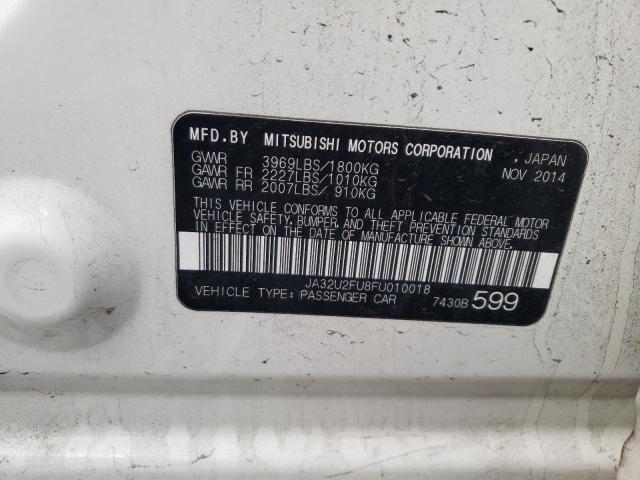 MFD.BY MITSUBISHI MOTORS CORPORATION , JAPAN
GVWR 3969LBS/1800KG NOV 2014
GAWR FR 2227LBS/1010KG
GAWR RR 2007LBS/ 910KG
THIS VEHICLE CONFORMS TO ALL APPLICABLE FEDERAL MOTOR
VEHICLE SAFETY, BUMPER, AND THEFT PREVENTION STANDARDS
IN EFFECT ON THE DATE OF MANUFACTURE SHOWN ABOVE.
JA32U2FU8FU010018
VEHICLE TYPE: PASSENGER CAR 7430B 599